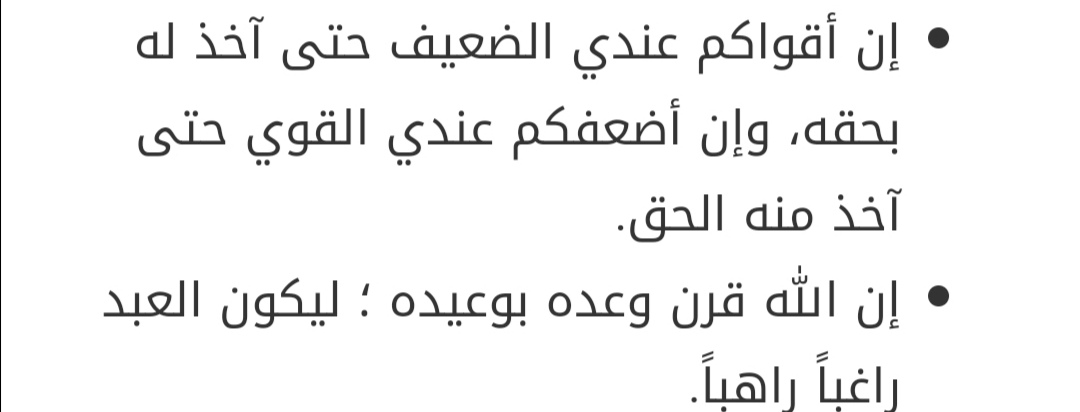 • إن أقواكم عندي الضعيف حتى آخذ له
بحقه، وإن أضعفكم عندي القوي حتى
آخذ منه الحق.
• إن الله قرن وعده بوعيده ؛ ليكون العبد
راغباً راهباً.